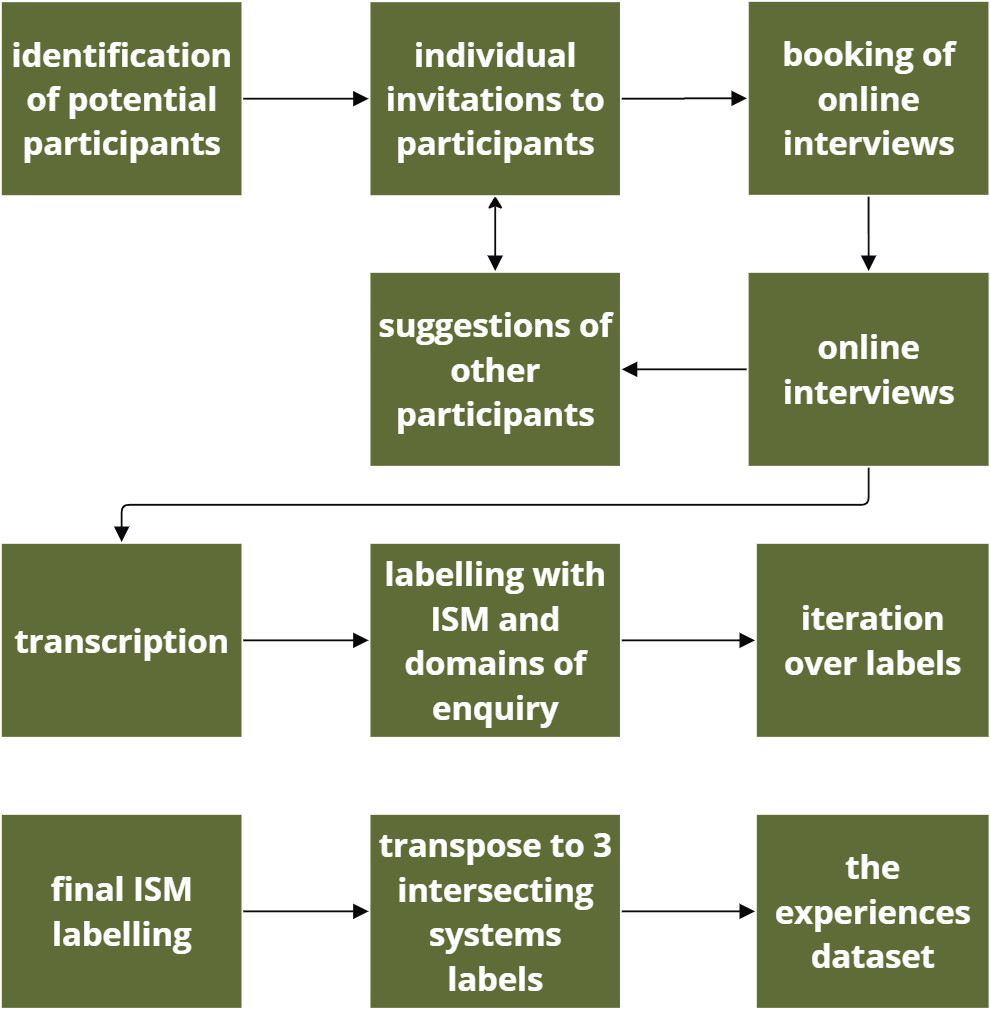 identification
of potential
participants
individual
invitations to
participants
booking of
online
interviews
suggestions of
other
participants
online
interviews
transcription
labelling with
ISM and
domains of
enquiry
iteration
over labels
final ISM
labelling
transpose to 3
intersecting
systems
labels
the
experiences
dataset